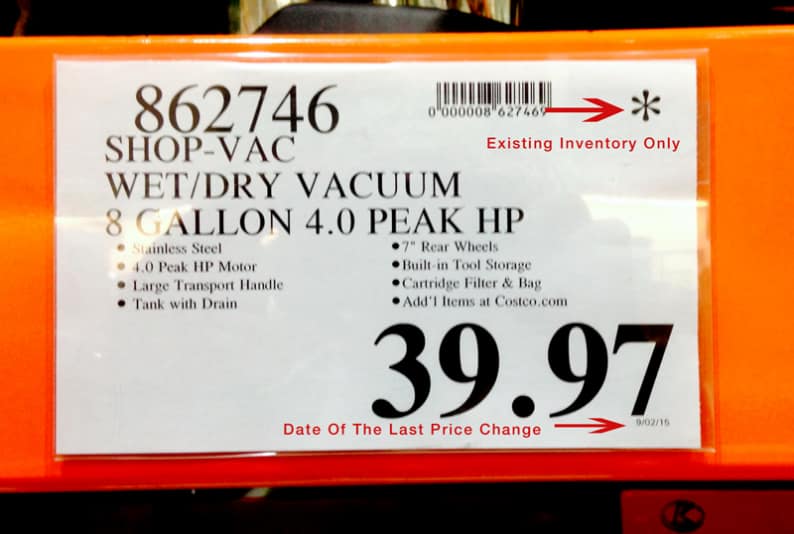 862746
0 000008 627469
*
Existing Inventory Only
SHOP-VAC
WET/DRY VACUUM
8 GALLON 4.0 PEAK HP
• Stainless Steel
• 4.0 Peak HP Motor
• Large Transport Handle
• Tank with Drain
• 7" Rear Wheels
• Built-in Tool Storage
• Cartridge Filter & Bag
• Add'l Items at Costco.com
39.97
Date Of The Last Price Change
9/02/15
K